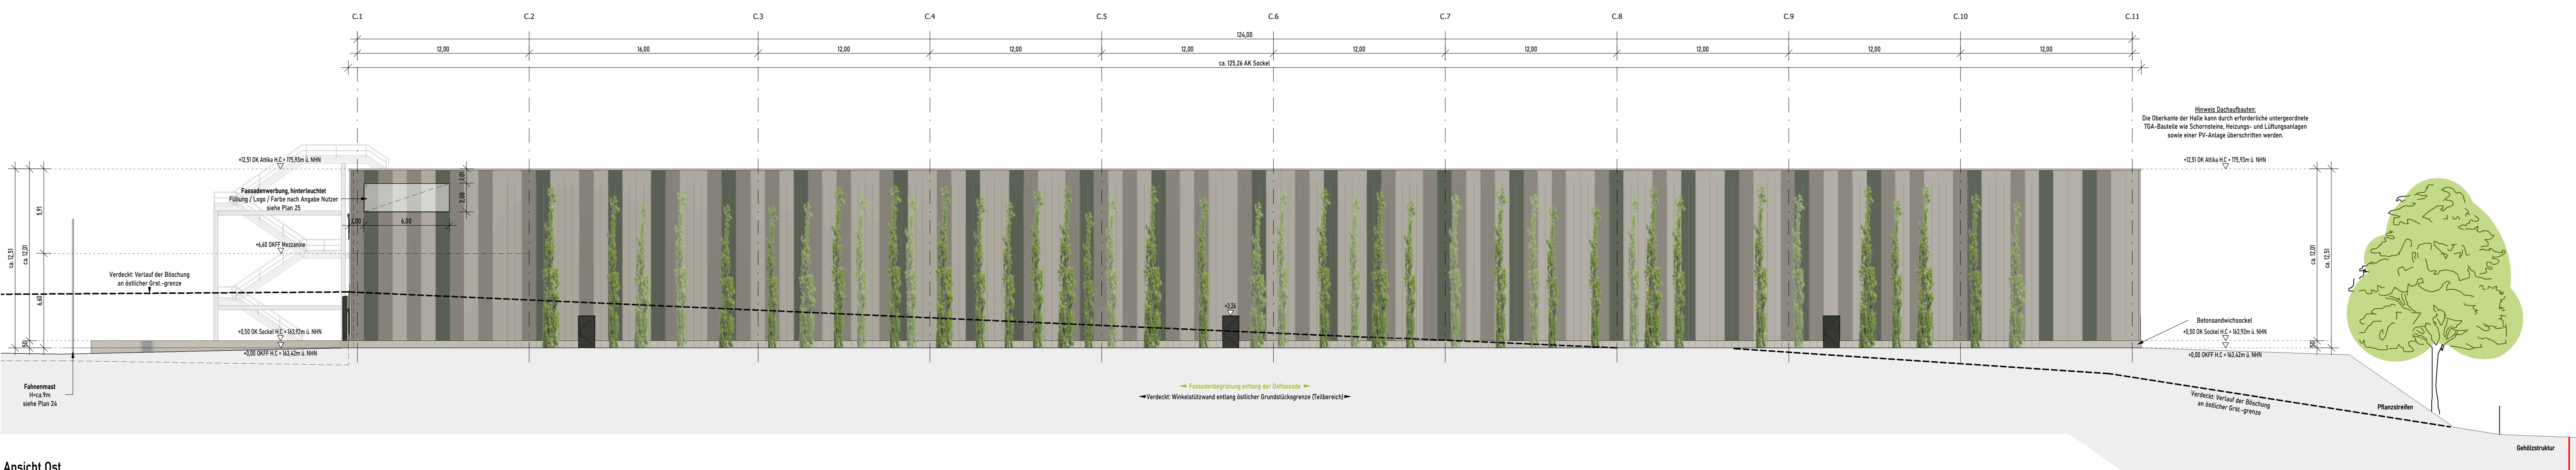 C.1
C.2
C.3
C.4
C.5
C.6
C.7
C.8
C.9
C.10
C.11
124,00
12,00
16,00
12,00
12,00
12,00
12,00
12,00
12,00
12,00
12,00
ca. 125,26 AK Sockel
Hinweis Dachaufbauten:
Die Oberkante der Halle kann durch erforderliche untergeordnete
TGA-Bauteile wie Schornsteine, Heizungs- und Lüftungsanlagen
sowie einer PV-Anlage überschritten werden.
+12,51 OK Attika H.C = 175,93m ü. NHN
+12,51 OK Attika H.C = 175,93m ü. NHN
Fassadenwerbung, hinterleuchtet
Füllung / Logo / Farbe nach Angabe Nutzer
siehe Plan 25
1,01
2,00
1,00
6,00
5,91
ca. 12,51
ca. 12,01
6,60
50
+6,60 OKFF Mezzanine
Verdeckt: Verlauf der Böschung
an östlicher Grst.-grenze
+0,50 OK Sockel H.C = 163,92m ü. NHN
+0,00 OKFF H.C = 163,42m ü. NHN
+2,26
ca. 12,01
ca. 12,51
50
Betonsandwichsockel
+0,50 OK Sockel H.C = 163,92m ü. NHN
+0,00 OKFF H.C = 163,42m ü. NHN
Fahnenmast
H=ca.9m
siehe Plan 24
Fassadenbegrünung entlang der Ostfassade
Verdeckt: Winkelstützwand entlang östlicher Grundstücksgrenze (Teilbereich)
Verdeckt: Verlauf der Böschung
an östlicher Grst.-grenze
Pflanzstreifen
Gehölzstruktur
Ansicht Ost